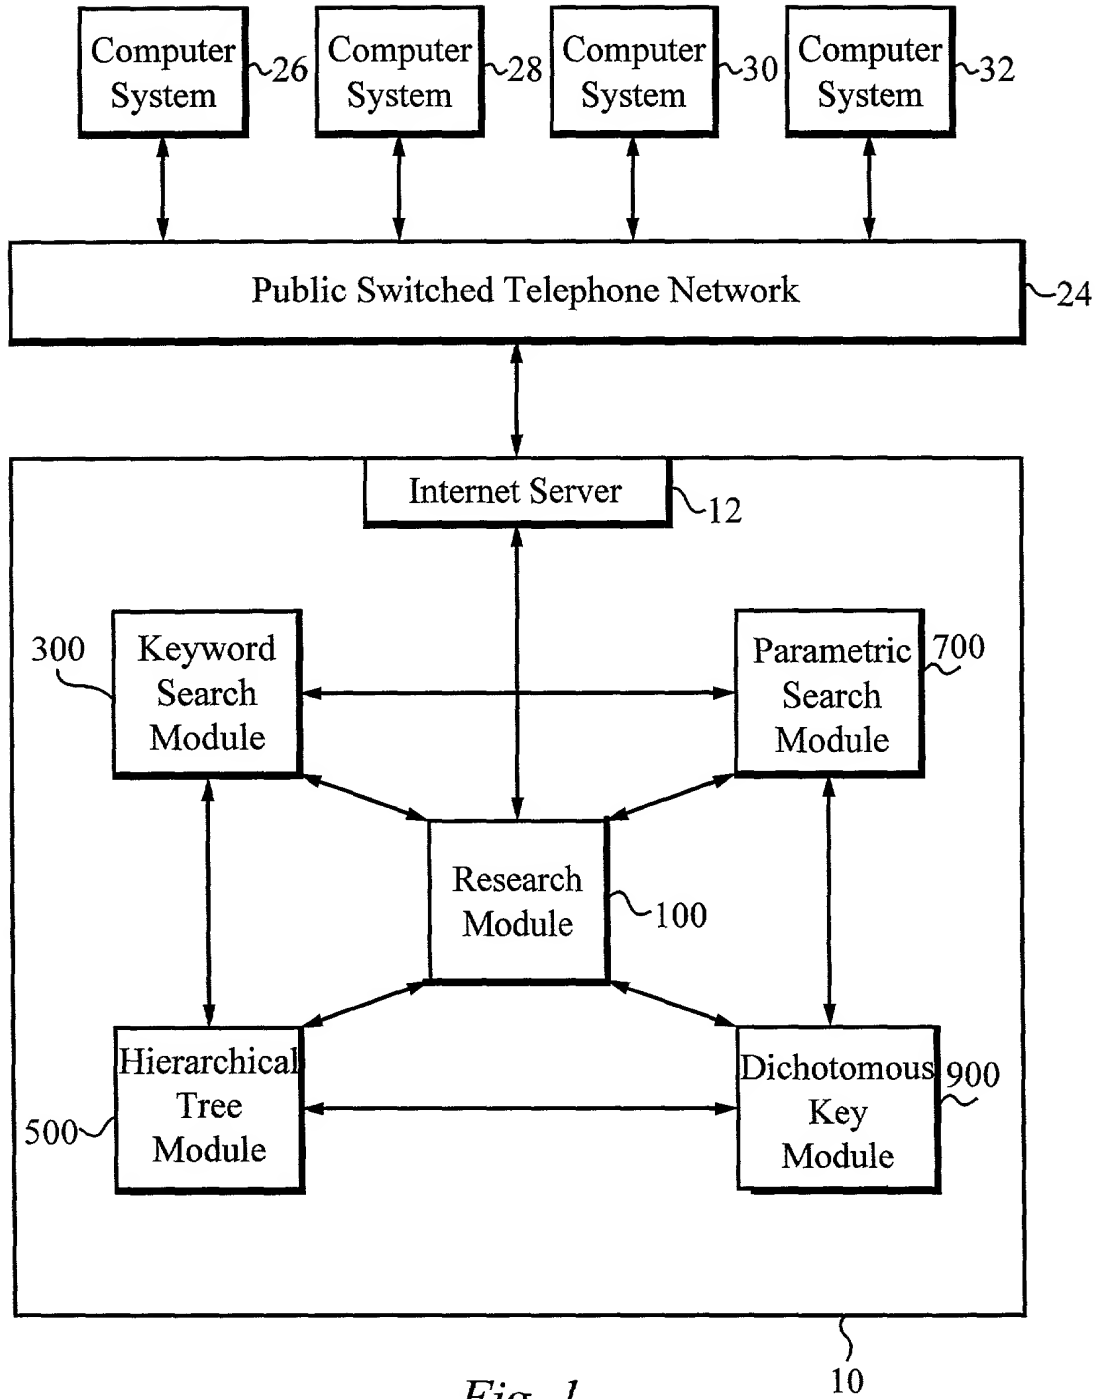 Computer
System
26
Computer
System
28
Computer
System
30
Computer
System
32
Public Switched Telephone Network
24
Internet Server
12
300
Keyword
Search
Module
Parametric
Search
Module
700
Research
Module
100
Hierarchical
Tree
Module
500
Dichotomous
Key
Module
900
10
Fig. 1